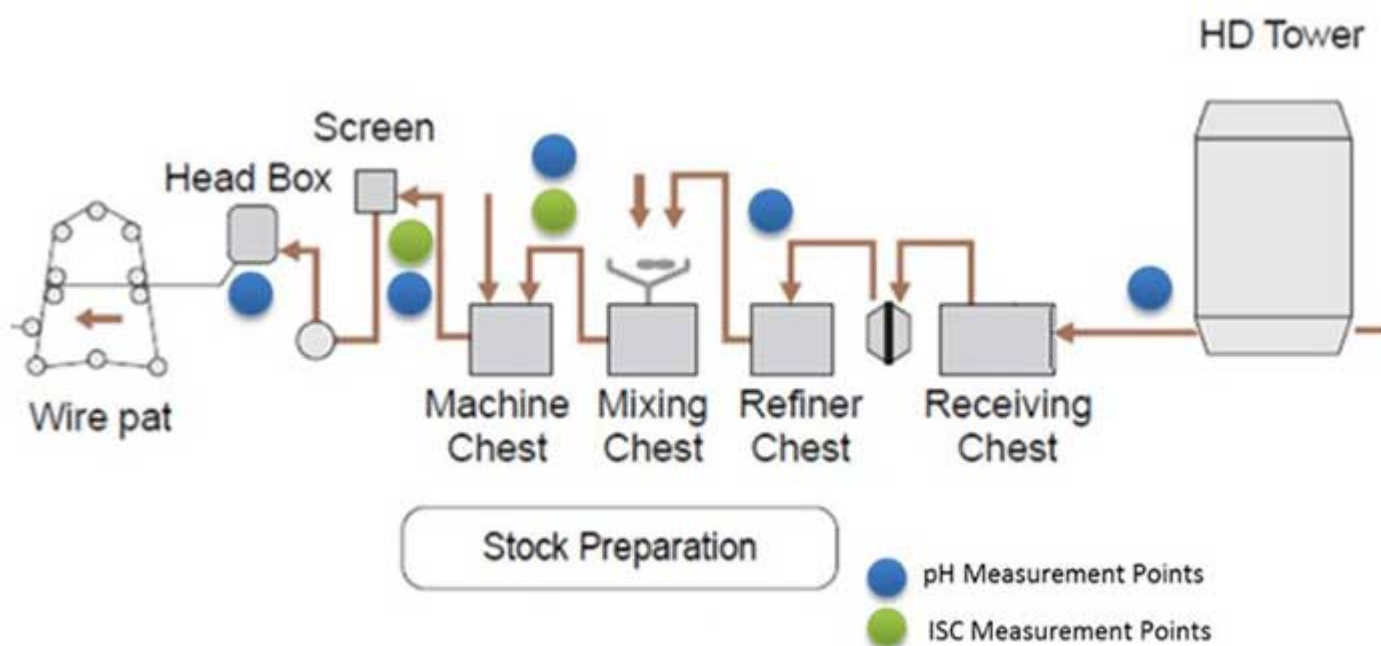 HD Tower
Screen
Head Box
Wire pat
Machine
Chest
Mixing
Chest
Refiner
Chest
Receiving
Chest
Stock Preparation
pH Measurement Points
ISC Measurement Points